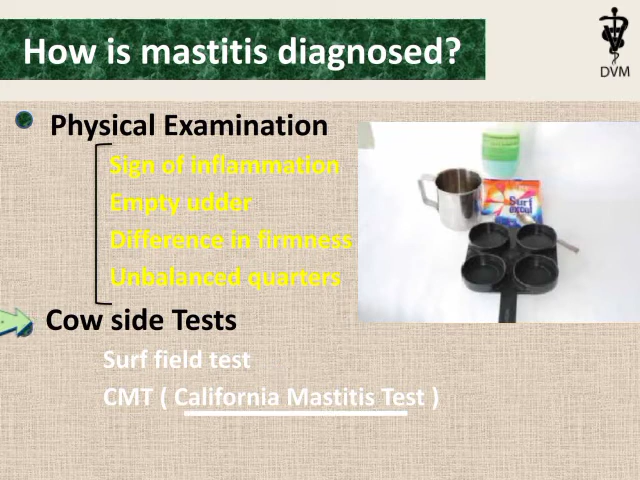 How is mastitis diagnosed?
DVM
Physical Examination
Sign of inflammation
Empty udder
Difference in firmness
Unbalanced quarters
Surf
excel
Cow side Tests
Surf field test
CMT ( California Mastitis Test )